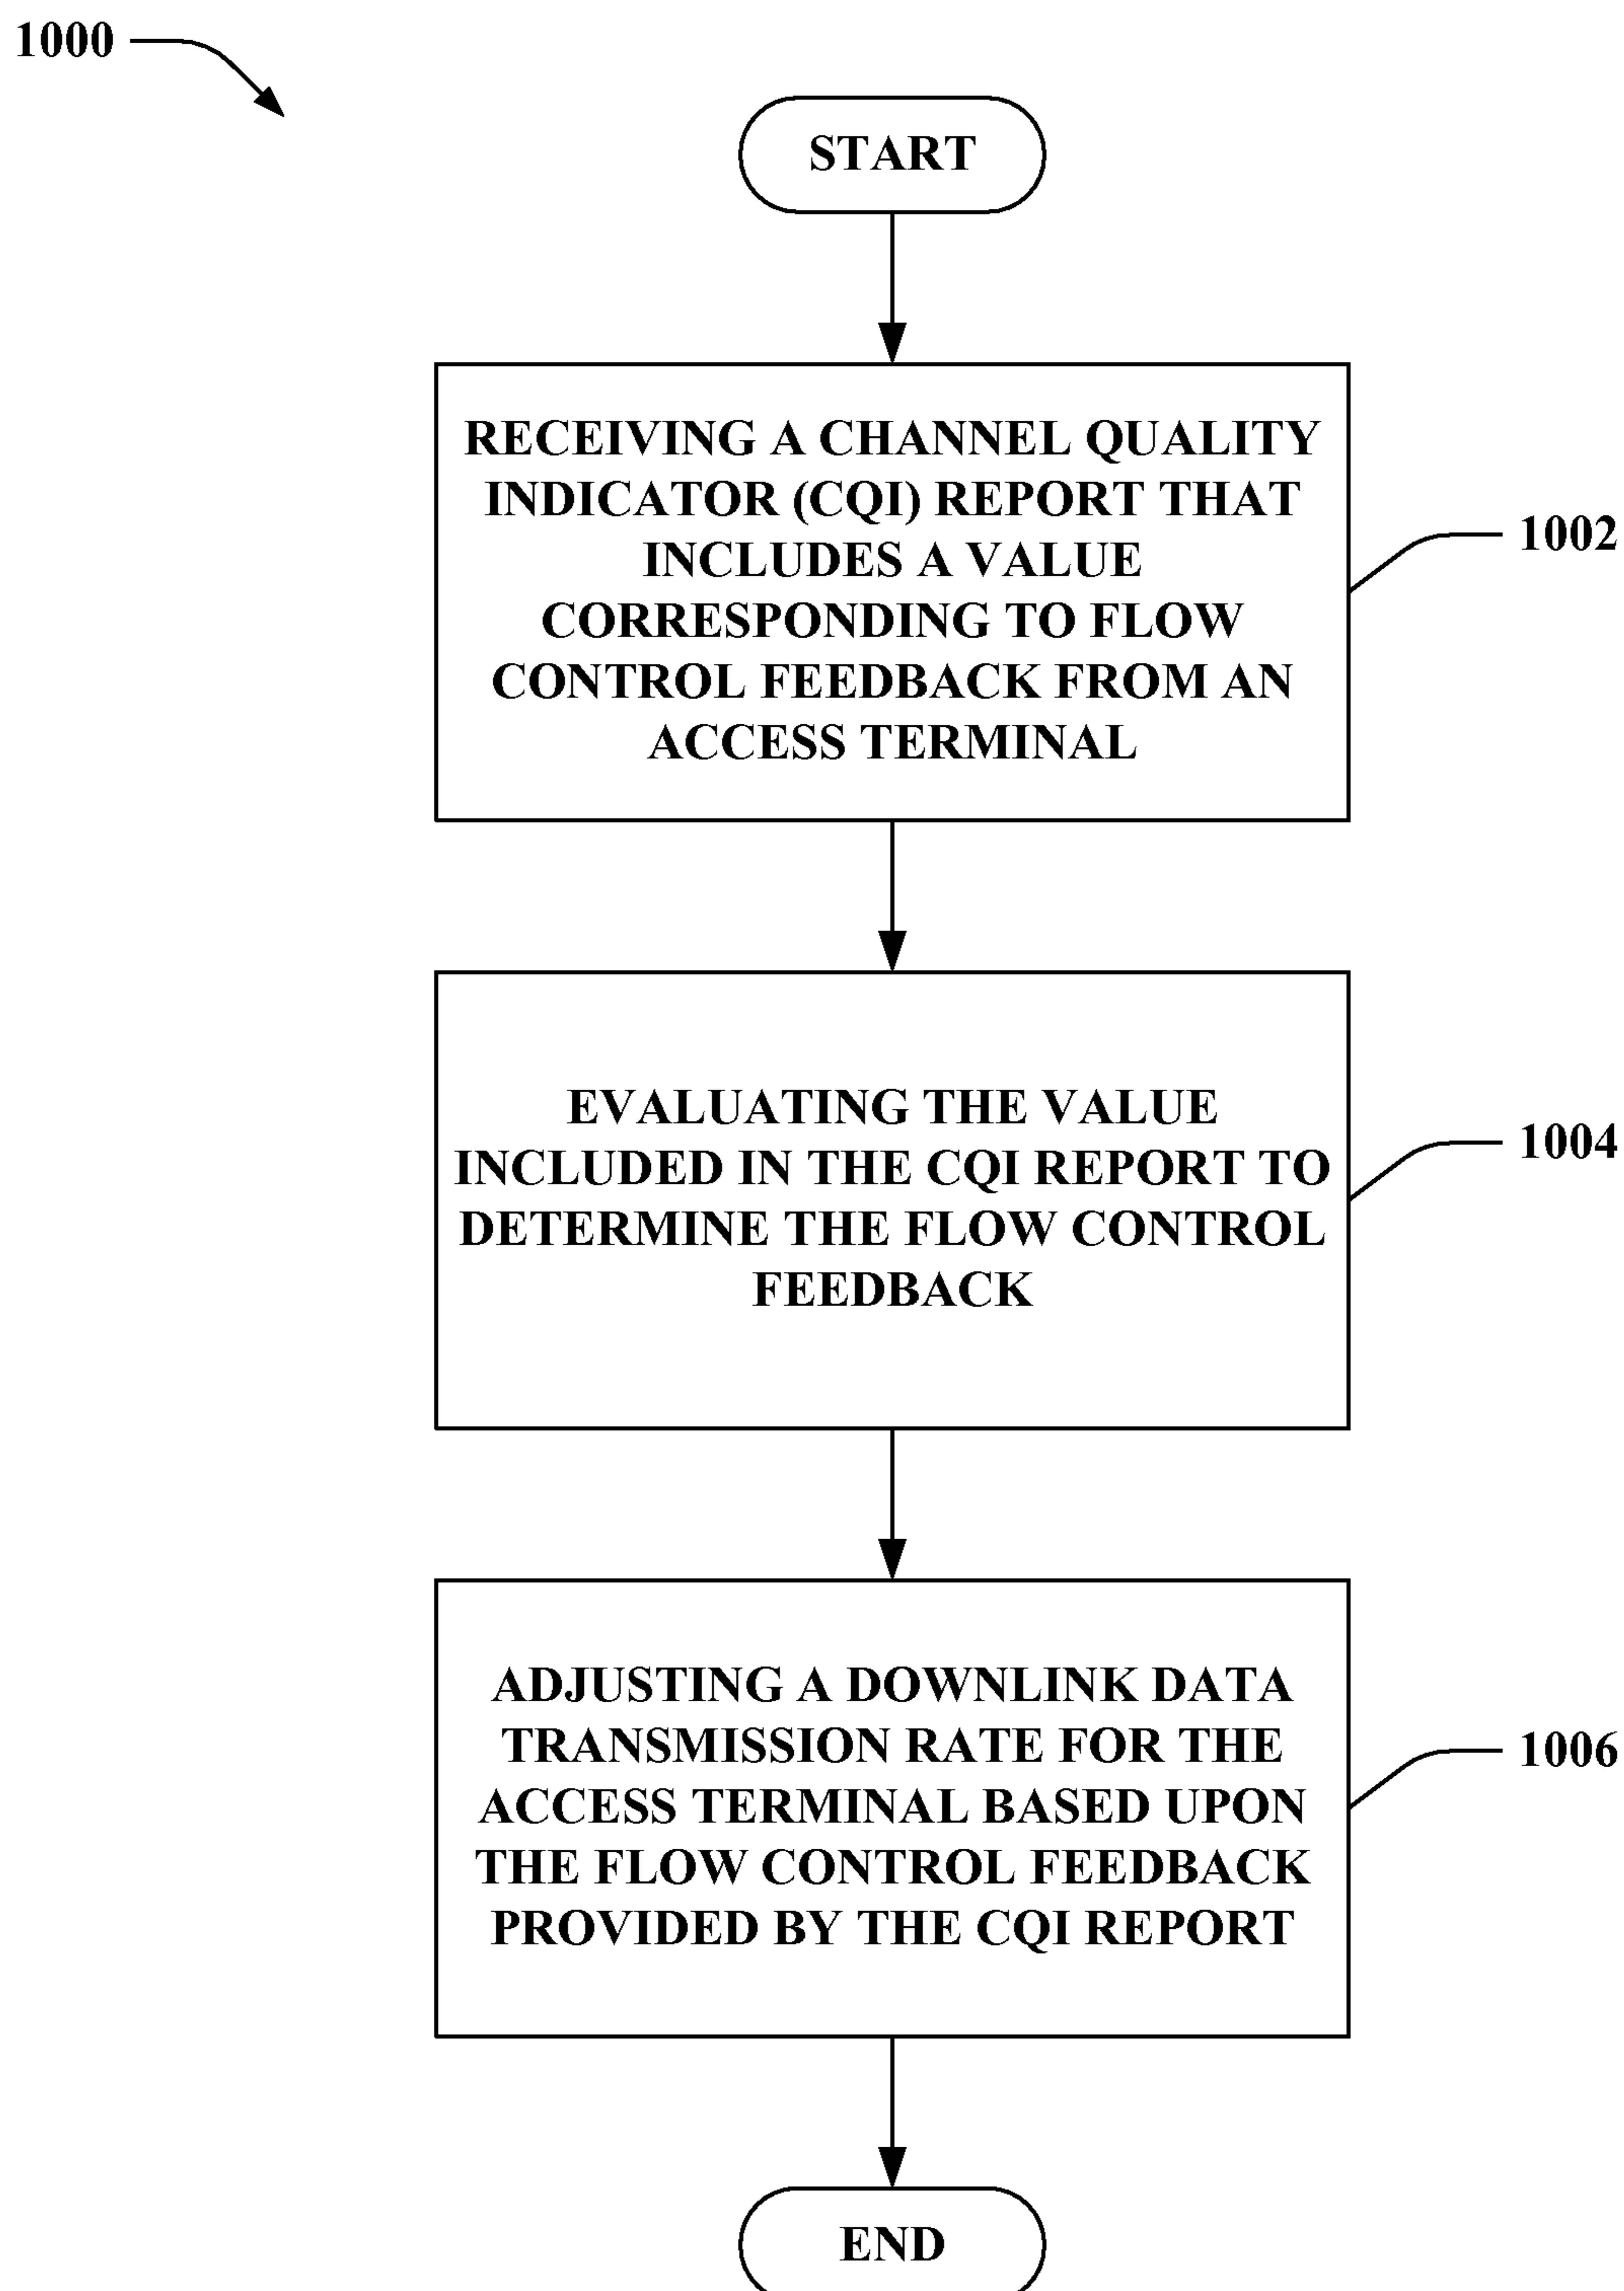 1000
START
RECEIVING A CHANNEL QUALITY
INDICATOR (CQI) REPORT THAT
INCLUDES A VALUE
CORRESPONDING TO FLOW
CONTROL FEEDBACK FROM AN
ACCESS TERMINAL
1002
EVALUATING THE VALUE
INCLUDED IN THE CQI REPORT TO
DETERMINE THE FLOW CONTROL
FEEDBACK
1004
ADJUSTING A DOWNLINK DATA
TRANSMISSION RATE FOR THE
ACCESS TERMINAL BASED UPON
THE FLOW CONTROL FEEDBACK
PROVIDED BY THE CQI REPORT
1006
END